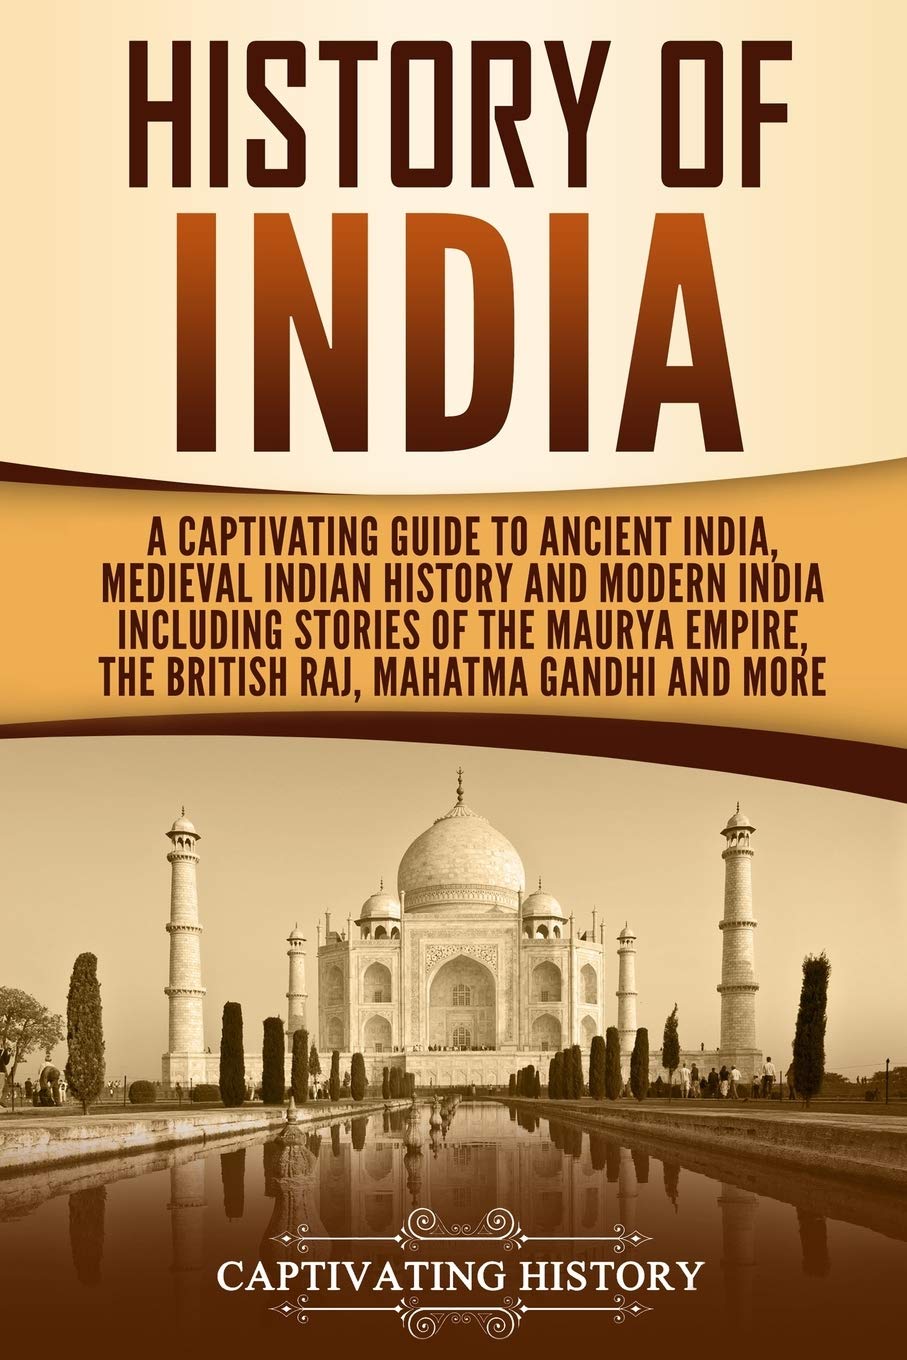 HISTORY OF
INDIA
A CAPTIVATING GUIDE TO ANCIENT INDIA,
MEDIEVAL INDIAN HISTORY AND MODERN INDIA
INCLUDING STORIES OF THE MAURYA EMPIRE,
THE BRITISH RAJ, MAHATMA GANDHI AND MORE
CAPTIVATING HISTORY